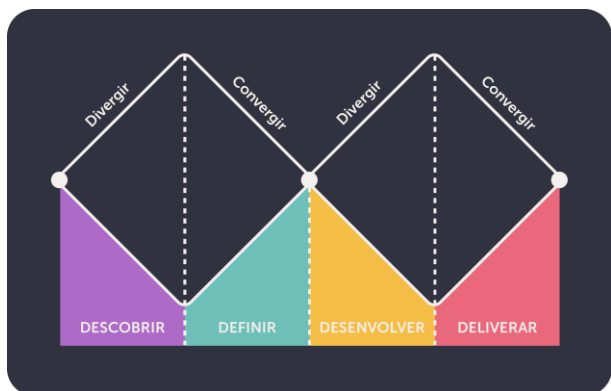 Divergir
Convergir
Divergir
Convergir
DESCOBRIR
DEFINIR
DESENVOLVER
DELIVERAR